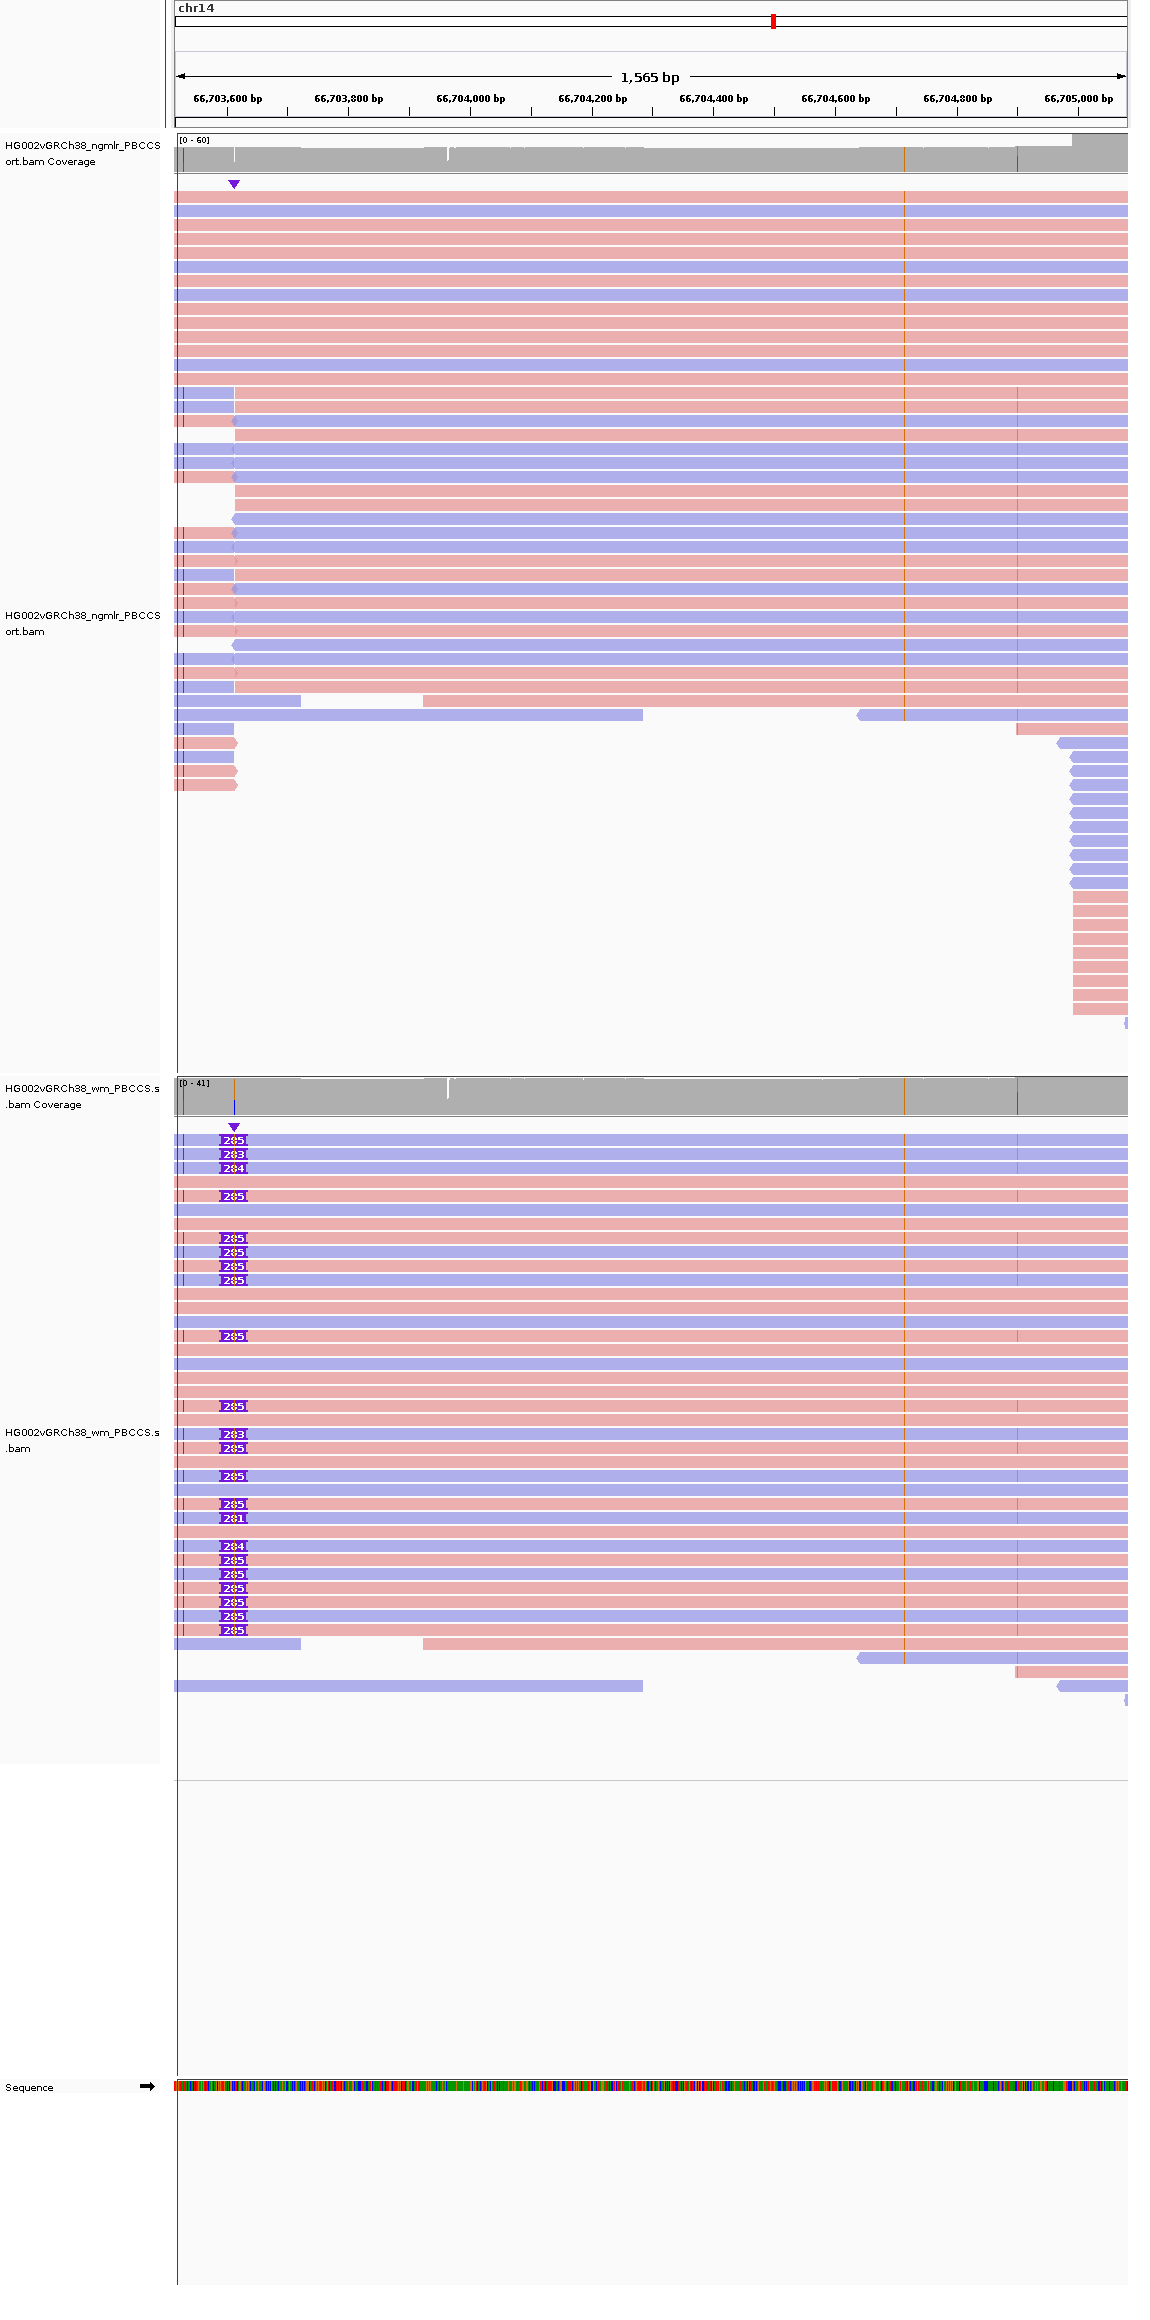 chr14
1,565 bp
66,703,600 bp 66,703,800 bp 66,704,000 bp 66,704,200 bp 66,704,400 bp 66,704,600 bp 66,704,800 bp 66,705,000 bp
HG002vGRCh38_ngmlr_PBCCS
ort.bam Coverage
[0 - 60]
HG002vGRCh38_ngmlr_PBCCS
ort.bam
HG002vGRCh38_wm_PBCCS.s
.bam Coverage
[0 - 41]
285
283
284
285
285
285
285
285
285
285
283
285
285
285
281
284
285
285
285
285
285
285
HG002vGRCh38_wm_PBCCS.s
.bam
Sequence